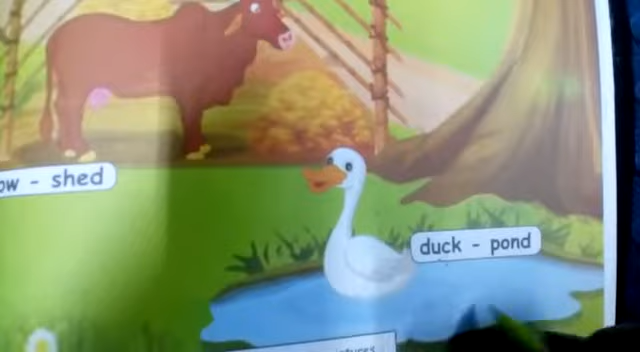 ow - shed
duck - pond